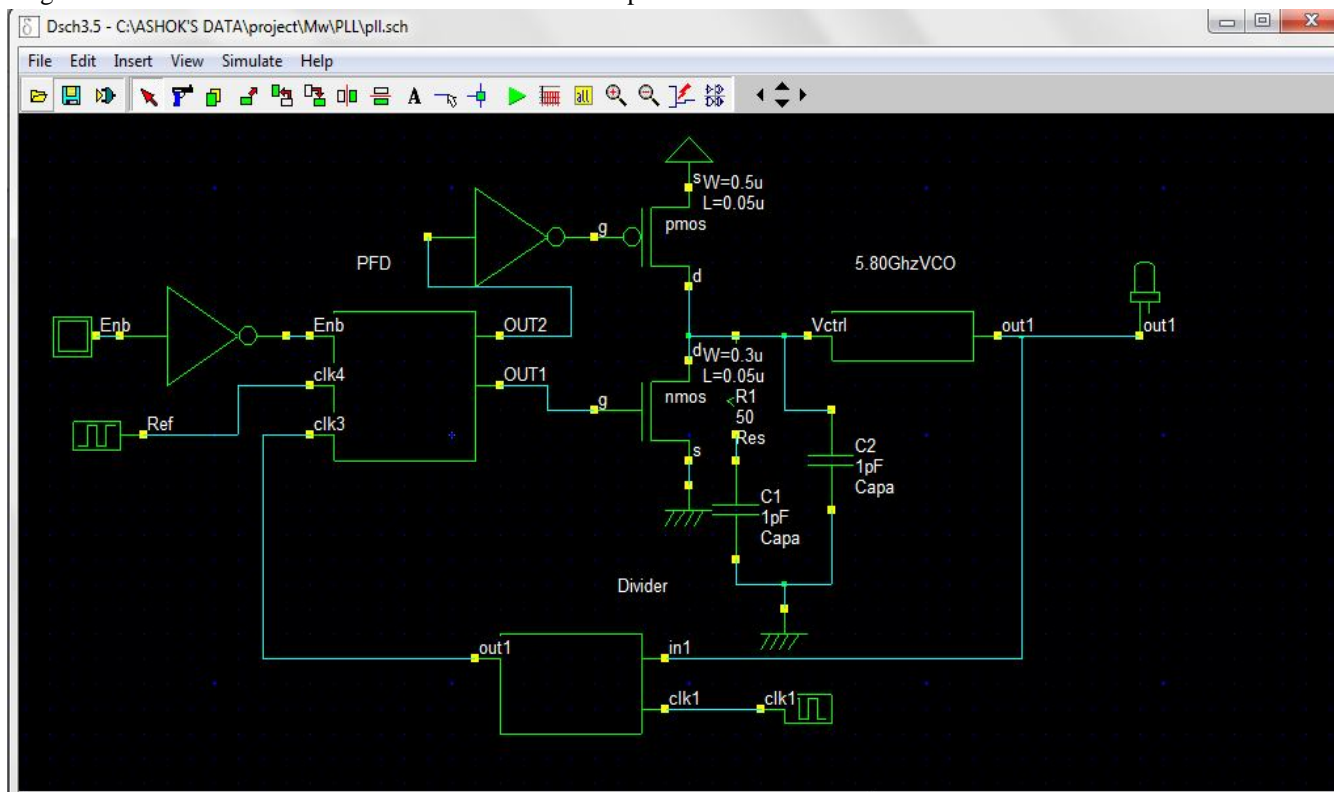 Dsch3.5 - C:\ASHOK'S DATA\project\Mw\PLL\pll.sch
File Edit Insert View Simulate Help
A
all
s W=0.5u
L=0.05u
g
pmos
PFD
5.80GhzVCO
d
Enb
Enb
OUT2
Vctrl
out1
out1
d W=0.3u
L=0.05u
clk4
OUT1
nmos
R1
g
50
Ref
clk3
Res
s
C2
1pF
Capa
C1
1pF
Capa
Divider
out1
in1
clk1
clk1